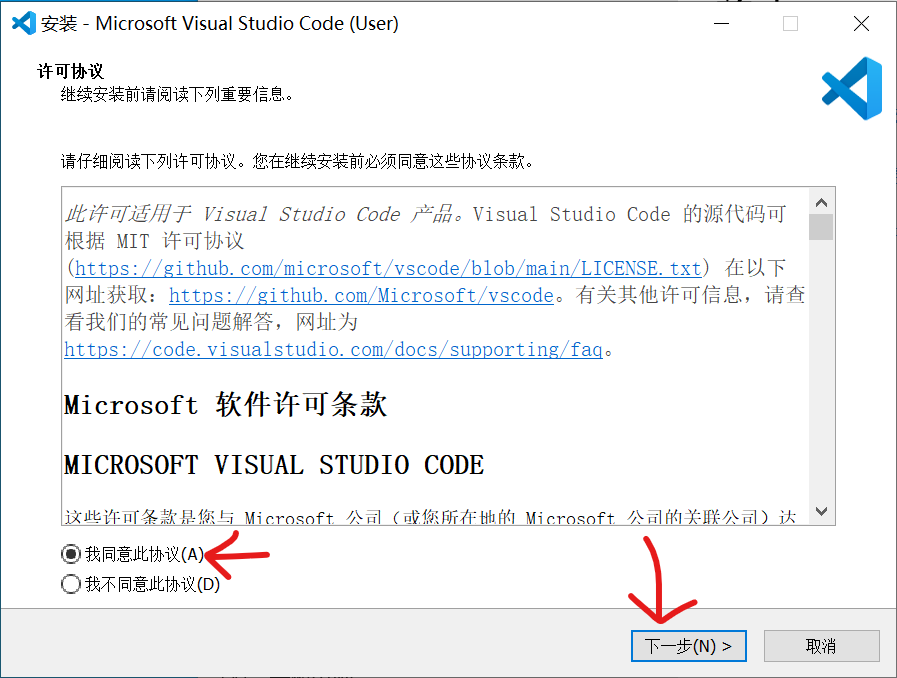 安装 - Microsoft Visual Studio Code (User)
许可协议
继续安装前请阅读下列重要信息。
请仔细阅读下列许可协议。您在继续安装前必须同意这些协议条款。
此许可适用于 Visual Studio Code 产品。Visual Studio Code 的源代码可
根据 MIT 许可协议
(https://github.com/microsoft/vscode/blob/main/LICENSE.txt) 在以下
网址获取：https://github.com/Microsoft/vscode。有关其他许可信息，请查
看我们的常见问题解答，网址为
https://code.visualstudio.com/docs/supporting/faq。
Microsoft 软件许可条款
MICROSOFT VISUAL STUDIO CODE
这些许可条款是您与 Microsoft 公司（或您所在地的 Microsoft 公司的关联公司）达
我同意此协议(A)
我不同意此协议(D)
下一步(N) >
取消